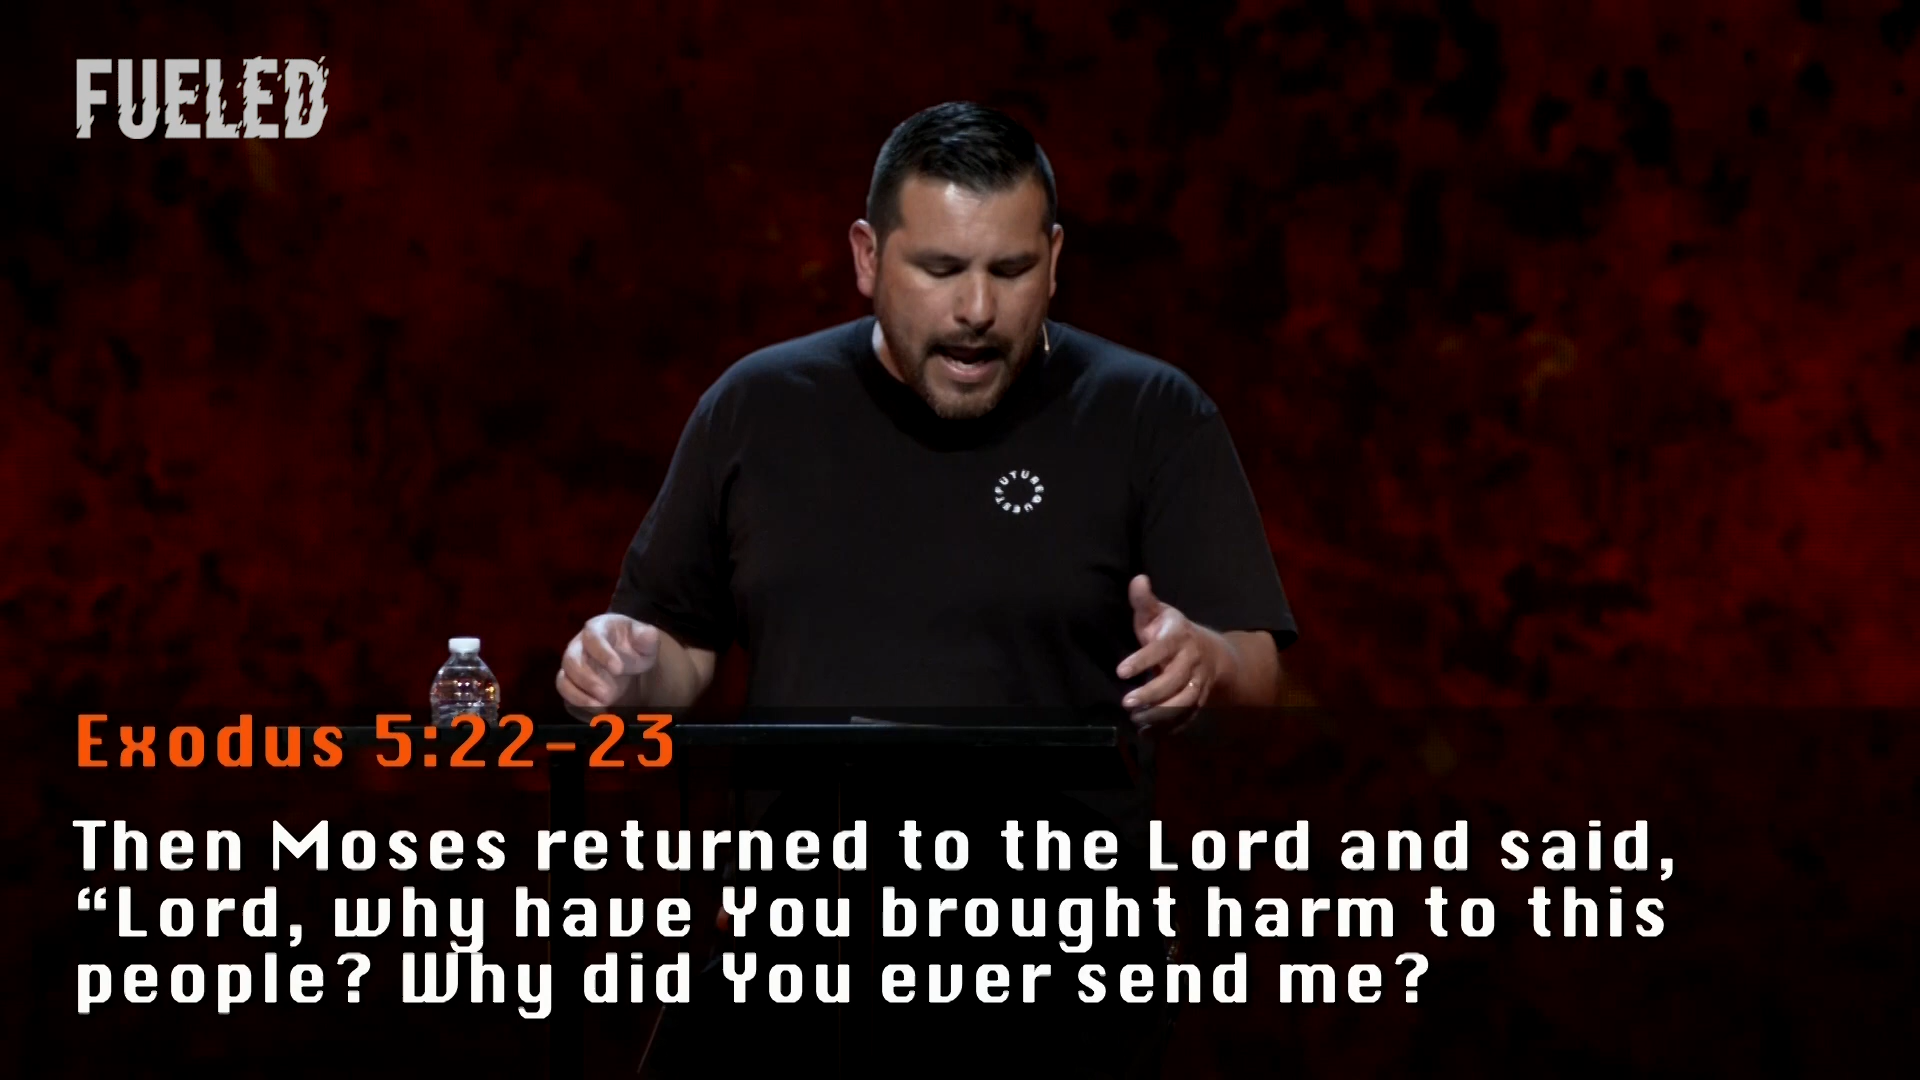 FUELED
FUTUREQUEST
Exodus 5:22-23
Then Moses returned to the Lord and said,
“Lord, why have You brought harm to this
people? Why did You ever send me?